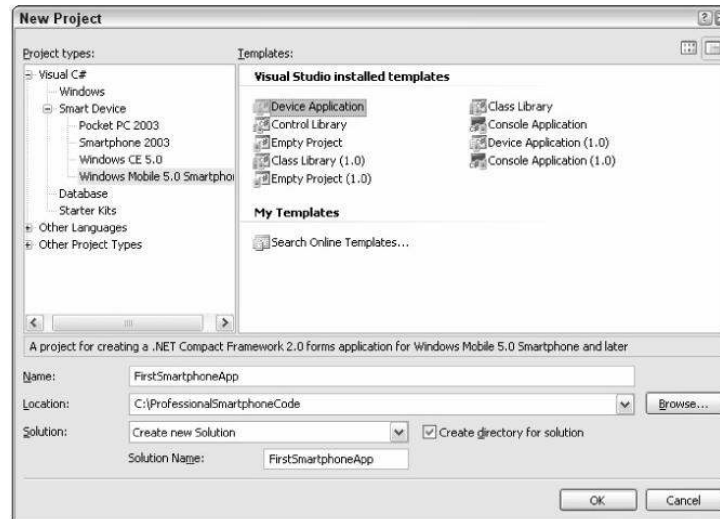 New Project
Project types:
Templates:
Visual C#
Windows
Smart Device
Pocket PC 2003
Smartphone 2003
Windows CE 5.0
Windows Mobile 5.0 Smartpho
Database
Starter Kits
Other Languages
Other Project Types
Visual Studio installed templates
Device Application
Control Library
Empty Project
Class Library (1.0)
Empty Project (1.0)
Class Library
Console Application
Device Application (1.0)
Console Application (1.0)
My Templates
Search Online Templates...
A project for creating a .NET Compact Framework 2.0 forms application for Windows Mobile 5.0 Smartphone and later
Name:
FirstSmartphoneApp
Location:
C:\ProfessionalSmartphoneCode
Browse...
Solution:
Create new Solution
Create directory for solution
Solution Name:
FirstSmartphoneApp
OK
Cancel